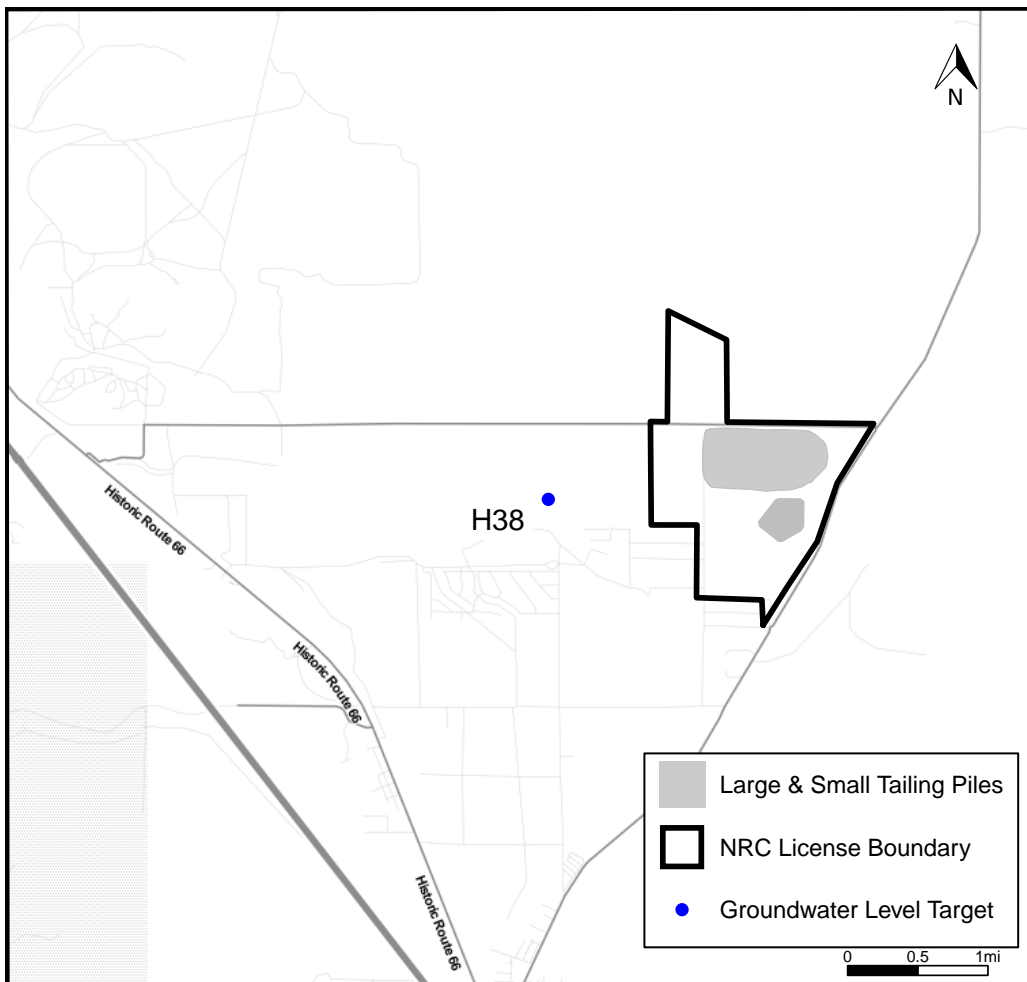 N
Historic Route 66
H38
Historic Route 66
Historic Route 66
Large & Small Tailing Piles
NRC License Boundary
Groundwater Level Target
0 0.5 1mi